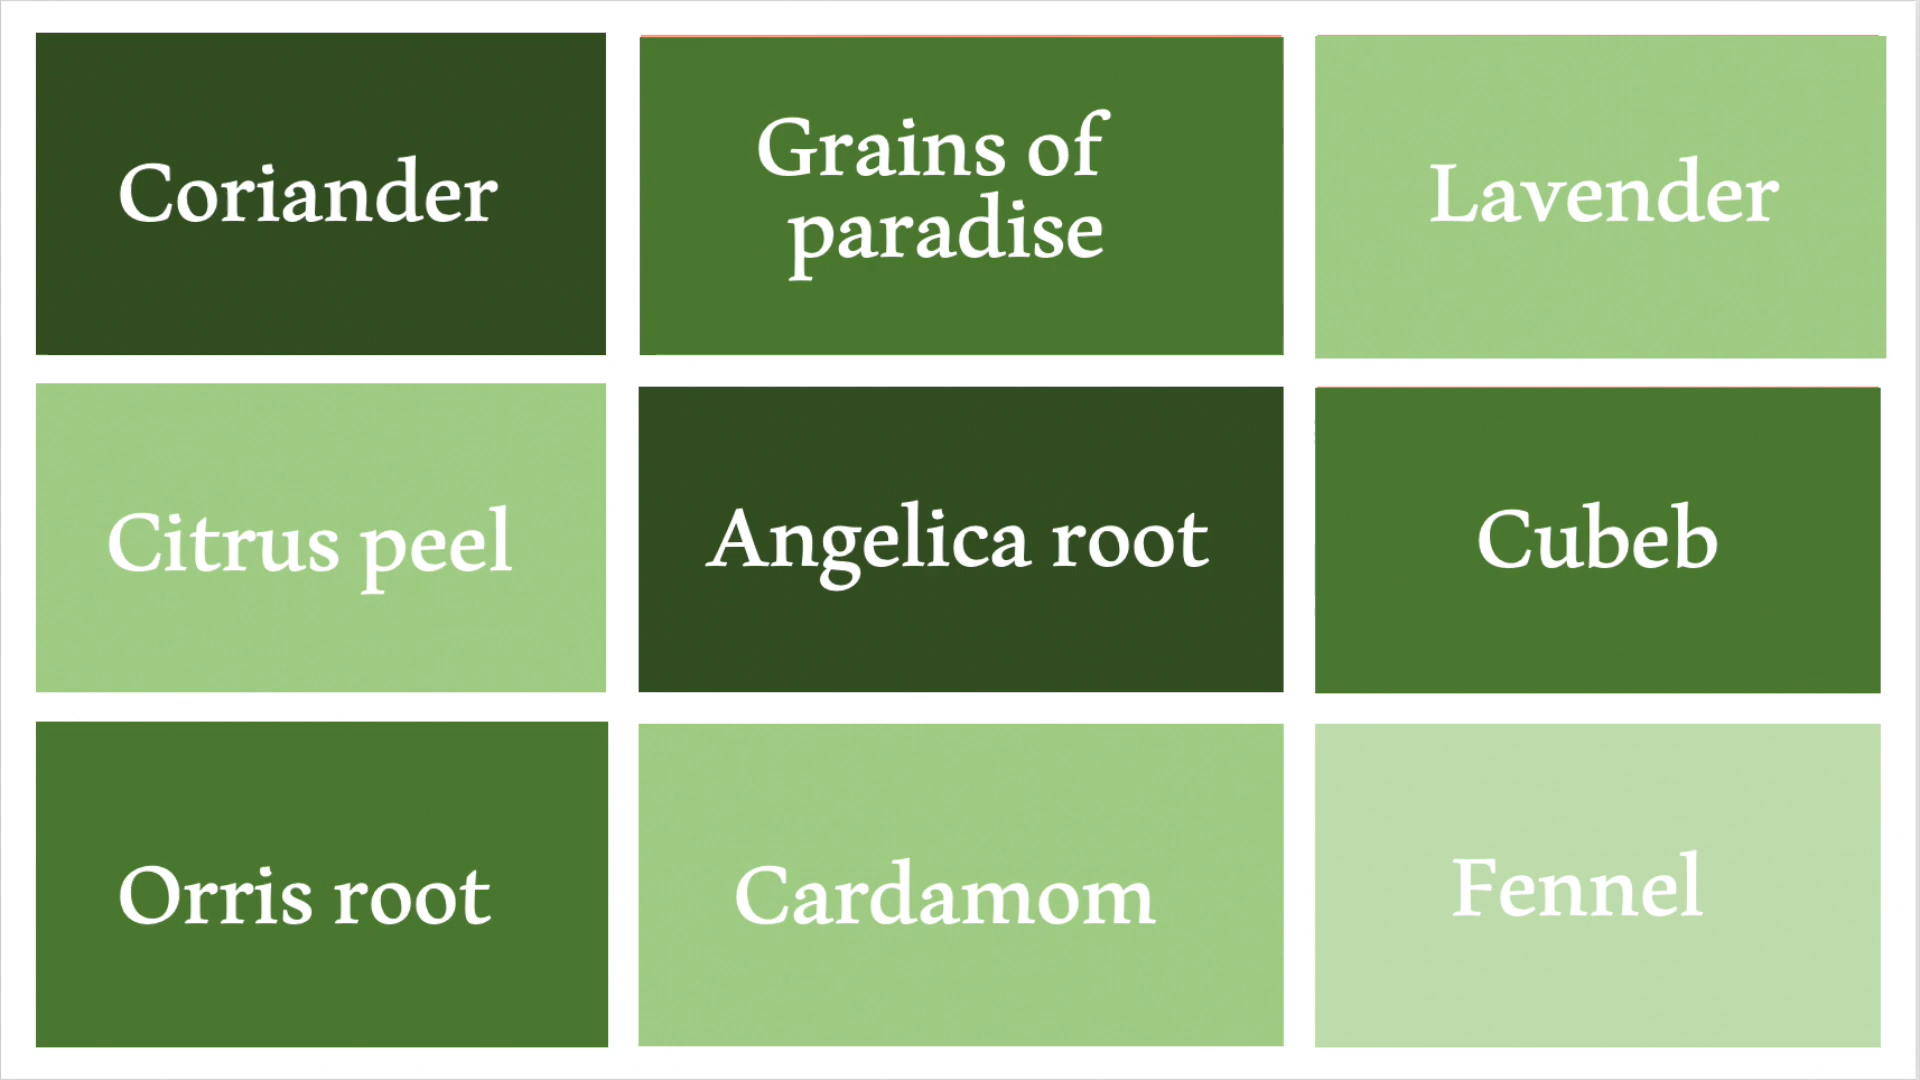 Coriander
Grains of
paradise
Lavender
Citrus peel
Angelica root
Cubeb
Orris root
Cardamom
Fennel